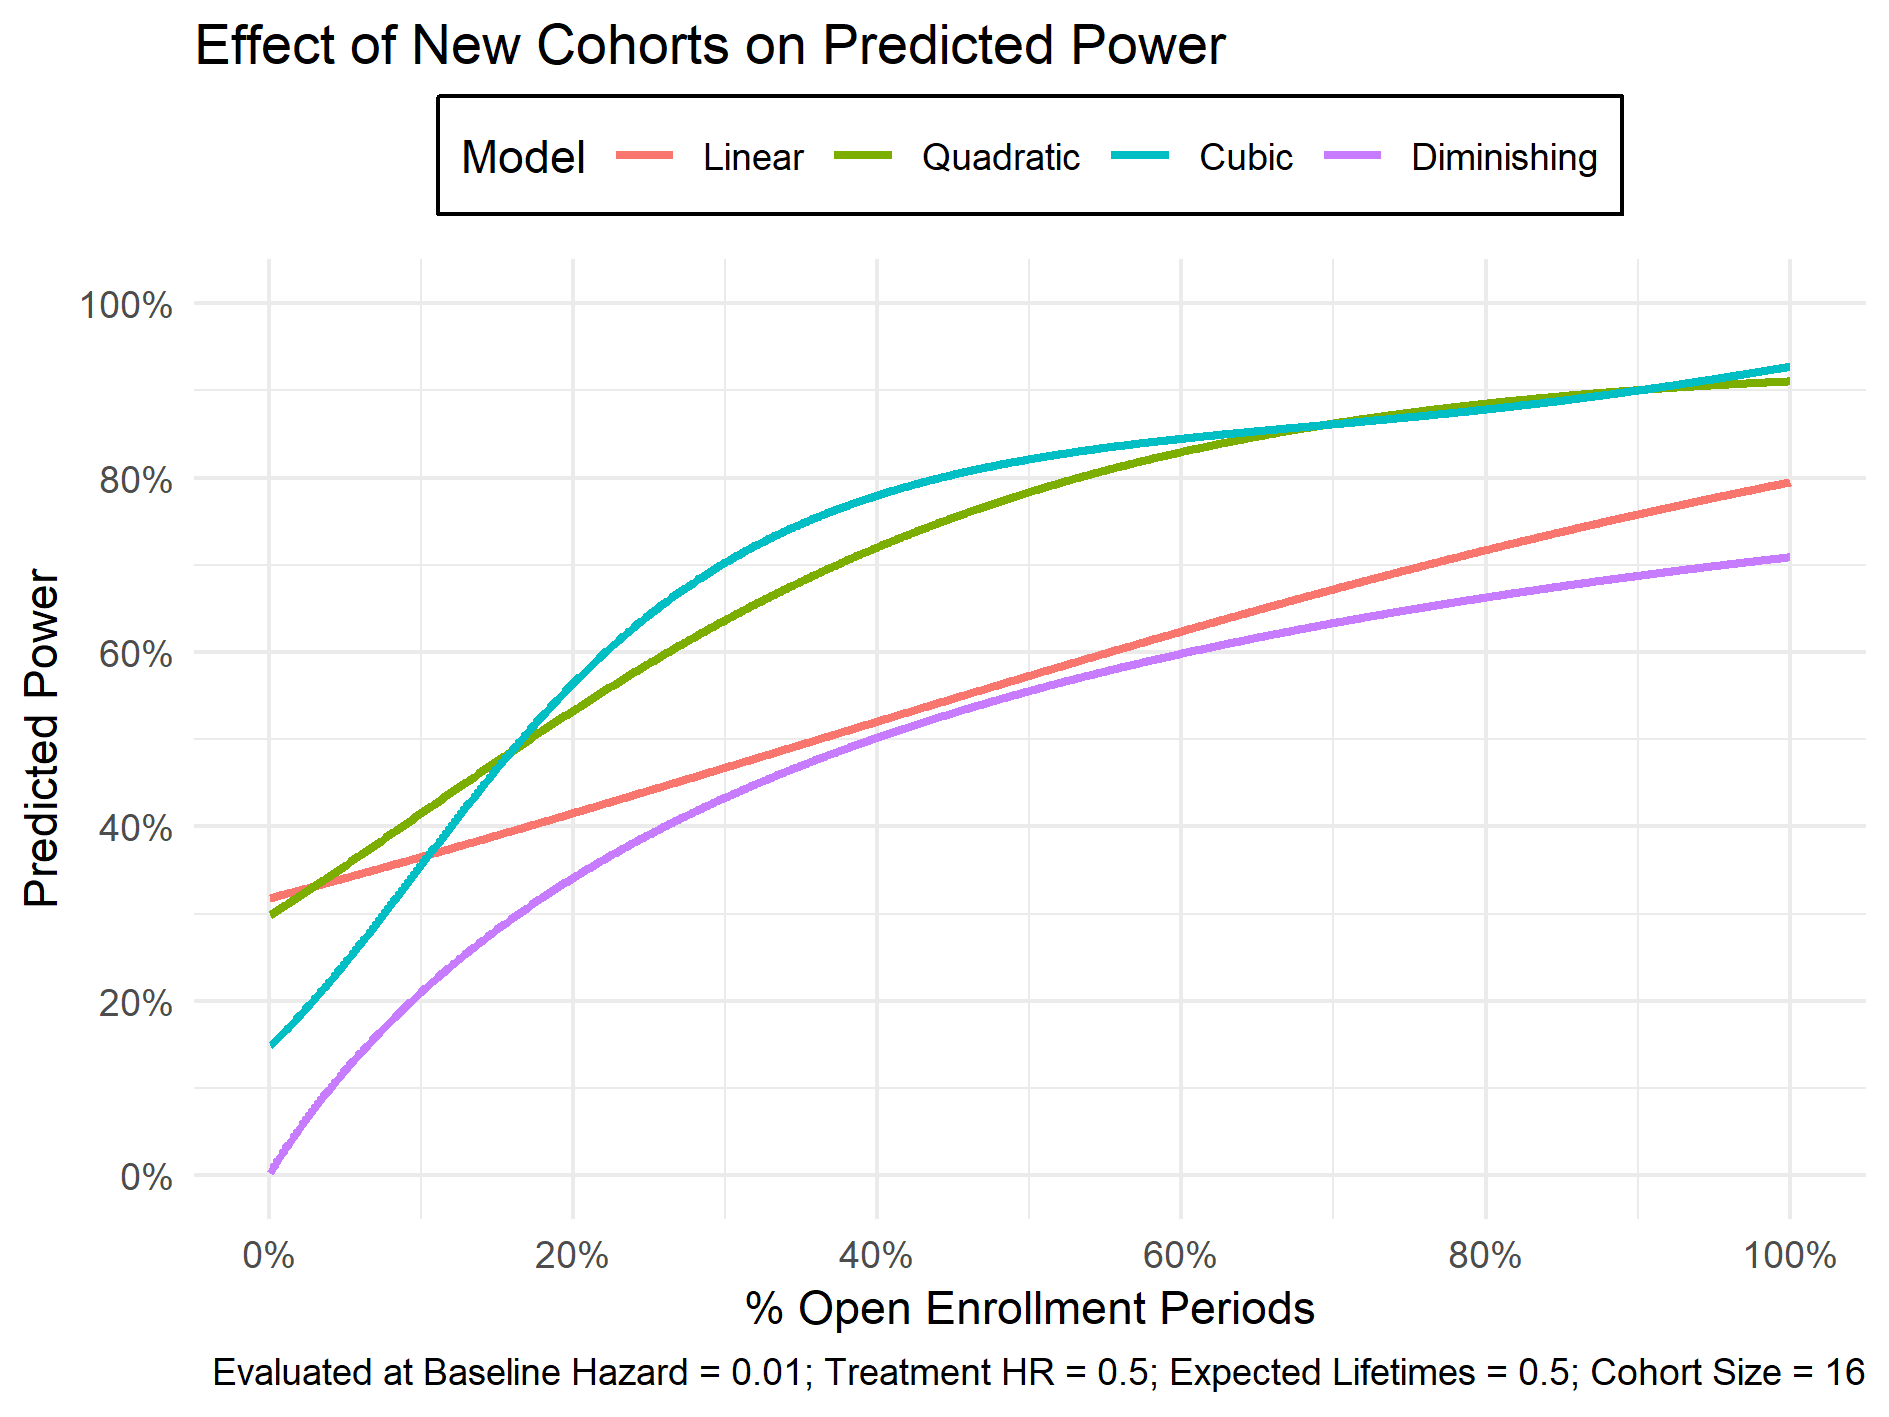 Effect of New Cohorts on Predicted Power
Model Linear Quadratic Cubic Diminishing
Predicted Power
100%
80%
60%
40%
20%
0%
0% 20% 40% 60% 80% 100%
% Open Enrollment Periods
Evaluated at Baseline Hazard = 0.01; Treatment HR = 0.5; Expected Lifetimes = 0.5; Cohort Size = 16